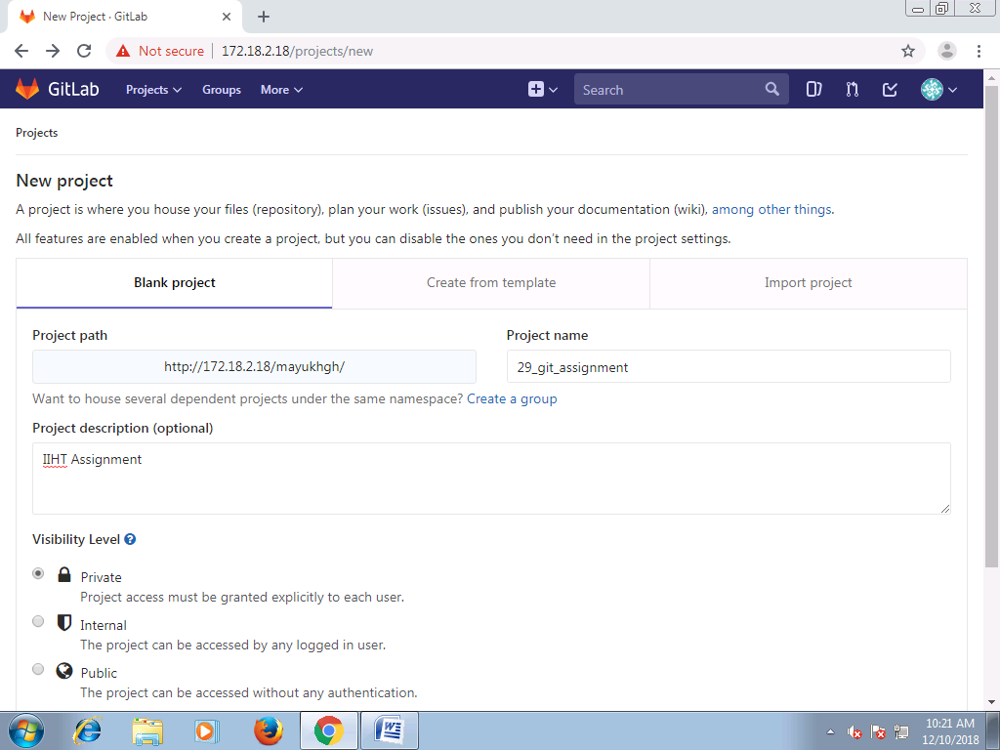 New Project · GitLab
Not secure | 172.18.2.18/projects/new
GitLab Projects Groups More Search
Projects
New project
A project is where you house your files (repository), plan your work (issues), and publish your documentation (wiki), among other things.
All features are enabled when you create a project, but you can disable the ones you don't need in the project settings.
Blank project Create from template Import project
Project path Project name
http://172.18.2.18/mayukhgh/ 29_git_assignment
Want to house several dependent projects under the same namespace? Create a group
Project description (optional)
IIHT Assignment
Visibility Level
Private
Project access must be granted explicitly to each user.
Internal
The project can be accessed by any logged in user.
Public
The project can be accessed without any authentication.
10:21 AM
12/10/2018